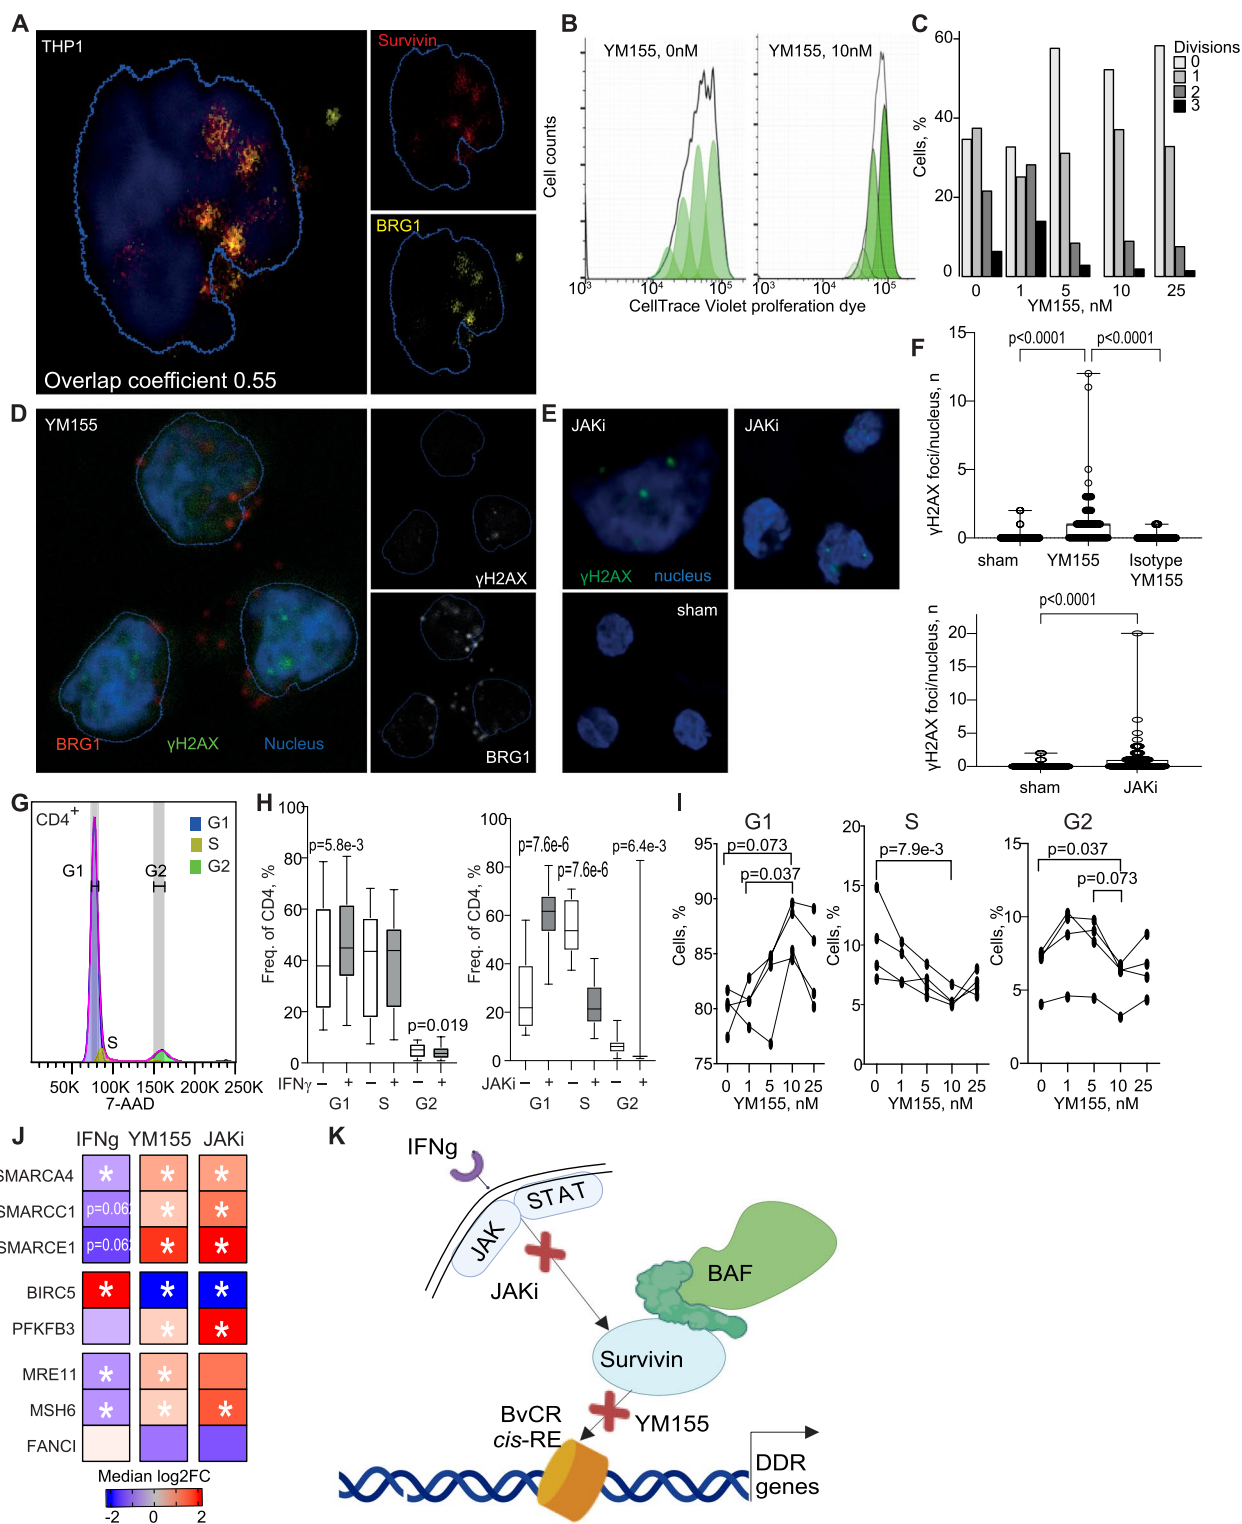 A
THP1
Survivin
BRG1
Overlap coefficient 0.55
B
YM155, 0nM
YM155, 10nM
Cell counts
10³ 10⁴ 10⁵ 10³ 10⁴ 10⁵
CellTrace Violet proferation dye
C
60
40
20
0
Cells, %
Divisions
0
1
2
3
0 1 5 10 25
YM155, nM
D
YM155
BRG1 γH2AX Nucleus
γH2AX
BRG1
E
JAKi
JAKi
γH2AX nucleus
sham
F
p<0.0001 p<0.0001
15
10
5
0
γH2AX foci/nucleus, n
sham YM155 Isotype
YM155
p<0.0001
20
15
10
5
0
γH2AX foci/nucleus, n
sham JAKi
G
CD4+
G1
S
G2
G1 G2
S
50K 100K 150K 200K 250K
7-AAD
H
100
80
60
40
20
0
Freq. of CD4, %
p=5.8e-3
p=0.019
IFNγ − + − + − +
G1 S G2
100
80
60
40
20
0
Freq. of CD4, %
p=7.6e-6 p=6.4e-3
p=7.6e-6
JAKi − + − + − +
G1 S G2
I
G1
95
90
85
80
75
Cells, %
p=0.073
p=0.037
0 1 5 10 25
YM155, nM
S
20
15
10
5
0
Cells, %
p=7.9e-3
0 1 5 10 25
YM155, nM
G2
15
10
5
0
Cells, %
p=0.037
p=0.073
0 1 5 10 25
YM155, nM
J
IFNg YM155 JAKi
SMARCA4 * * *
SMARCC1 p=0.062 * *
SMARCE1 p=0.062 * *
BIRC5 * * *
PFKFB3 * *
MRE11 * *
MSH6 * * *
FANCI
Median log2FC
-2 0 2
K
IFNg
STAT
JAK
JAKi
BAF
Survivin
BvCR
cis-RE
YM155
DDR
genes